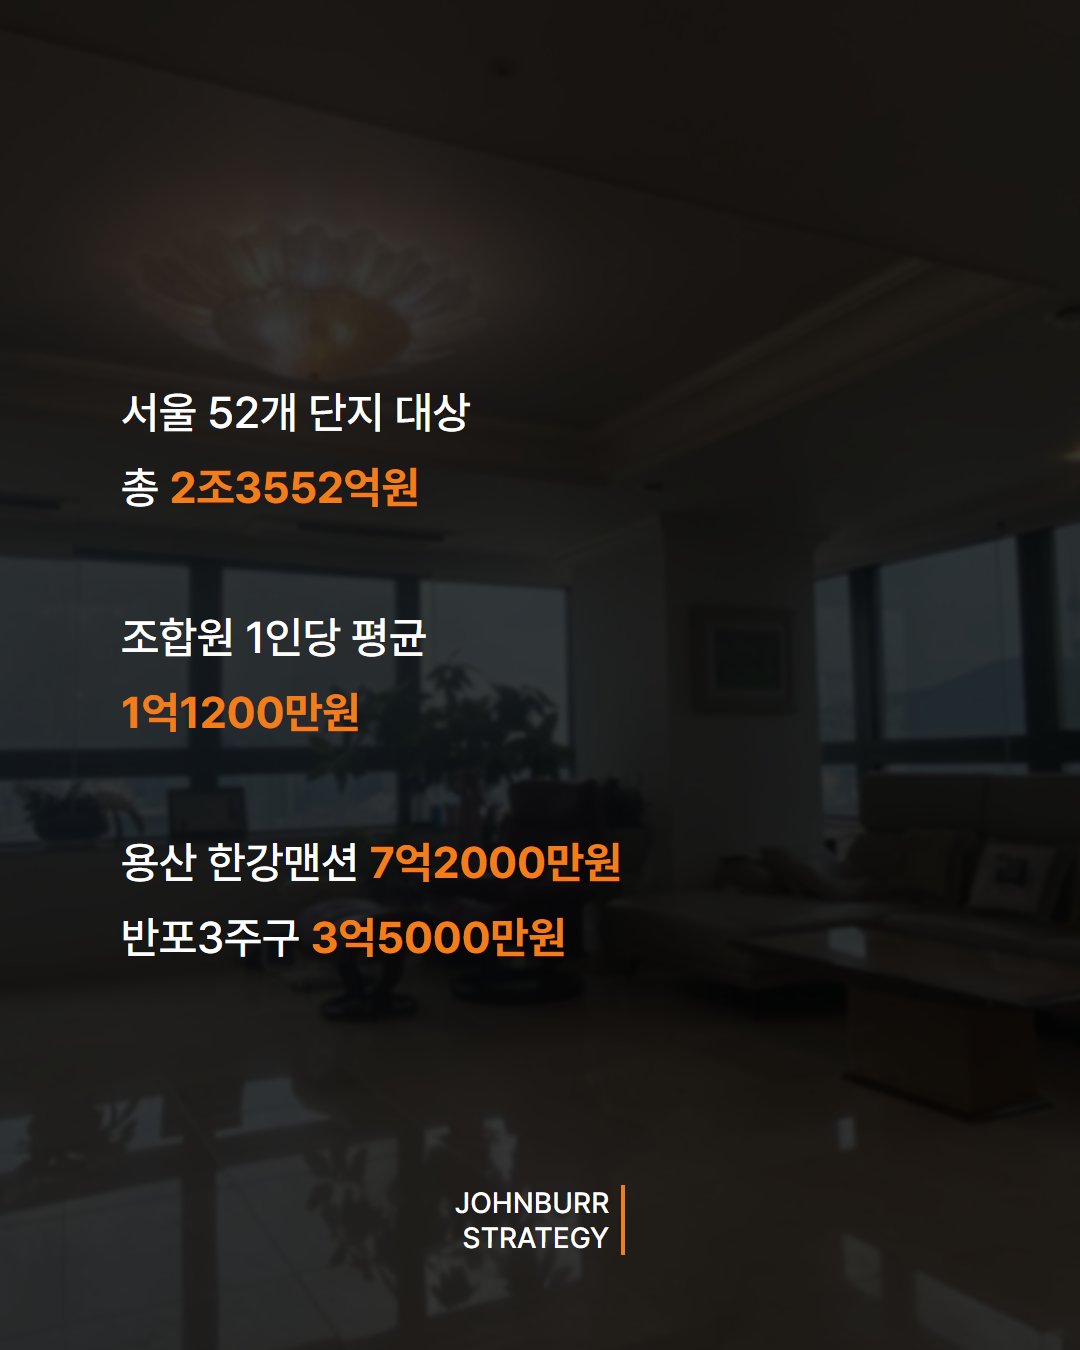 서울 52개 단지 대상
총 2조3552억원
조합원 1인당 평균
1억1200만원
용산 한강맨션 7억2000만원
반포3주구 3억5000만원
JOHNBURR
STRATEGY